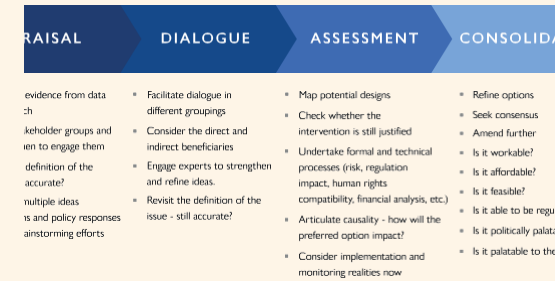 RAISAL
DIALOGUE
ASSESSMENT
CONSOLIDA
evidence from data
ch
keholder groups and
en to engage them
definition of the
accurate?
multiple ideas
s and policy responses
ainstorming efforts
Facilitate dialogue in
different groupings
Consider the direct and
indirect beneficiaries
Engage experts to strengthen
and refine ideas.
Revisit the definition of the
issue - still accurate?
Map potential designs
Check whether the
intervention is still justified
Undertake formal and technical
processes (risk, regulation
impact, human rights
compatibility, financial analysis, etc.)
Articulate causality - how will the
preferred option impact?
Consider implementation and
monitoring realities now
Refine options
Seek consensus
Amend further
Is it workable?
Is it affordable?
Is it feasible?
Is it able to be regu
Is it politically palata
Is it palatable to the